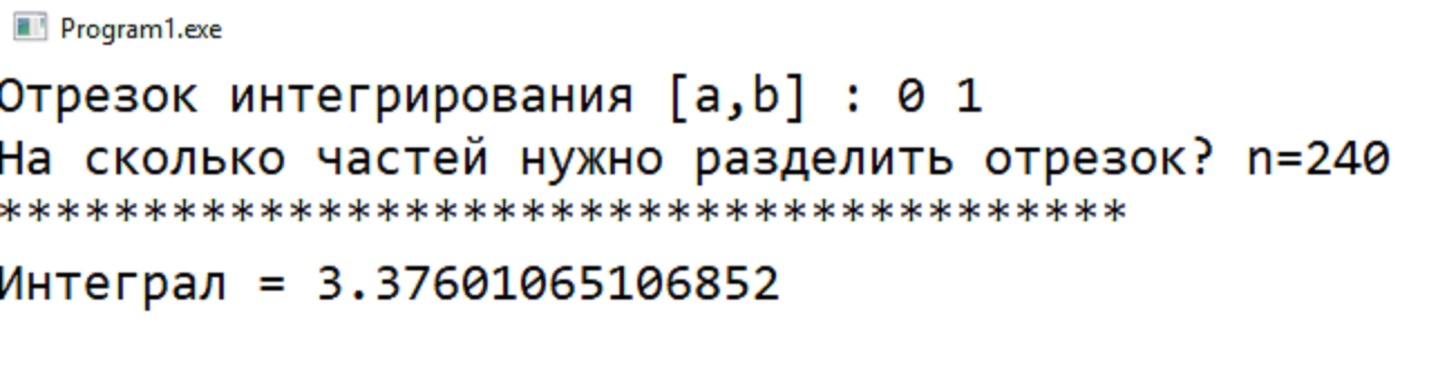 Program1.exe
Отрезок интегрирования [a,b] : 0 1
На сколько частей нужно разделить отрезок? n=240
***************************************
Интеграл = 3.37601065106852